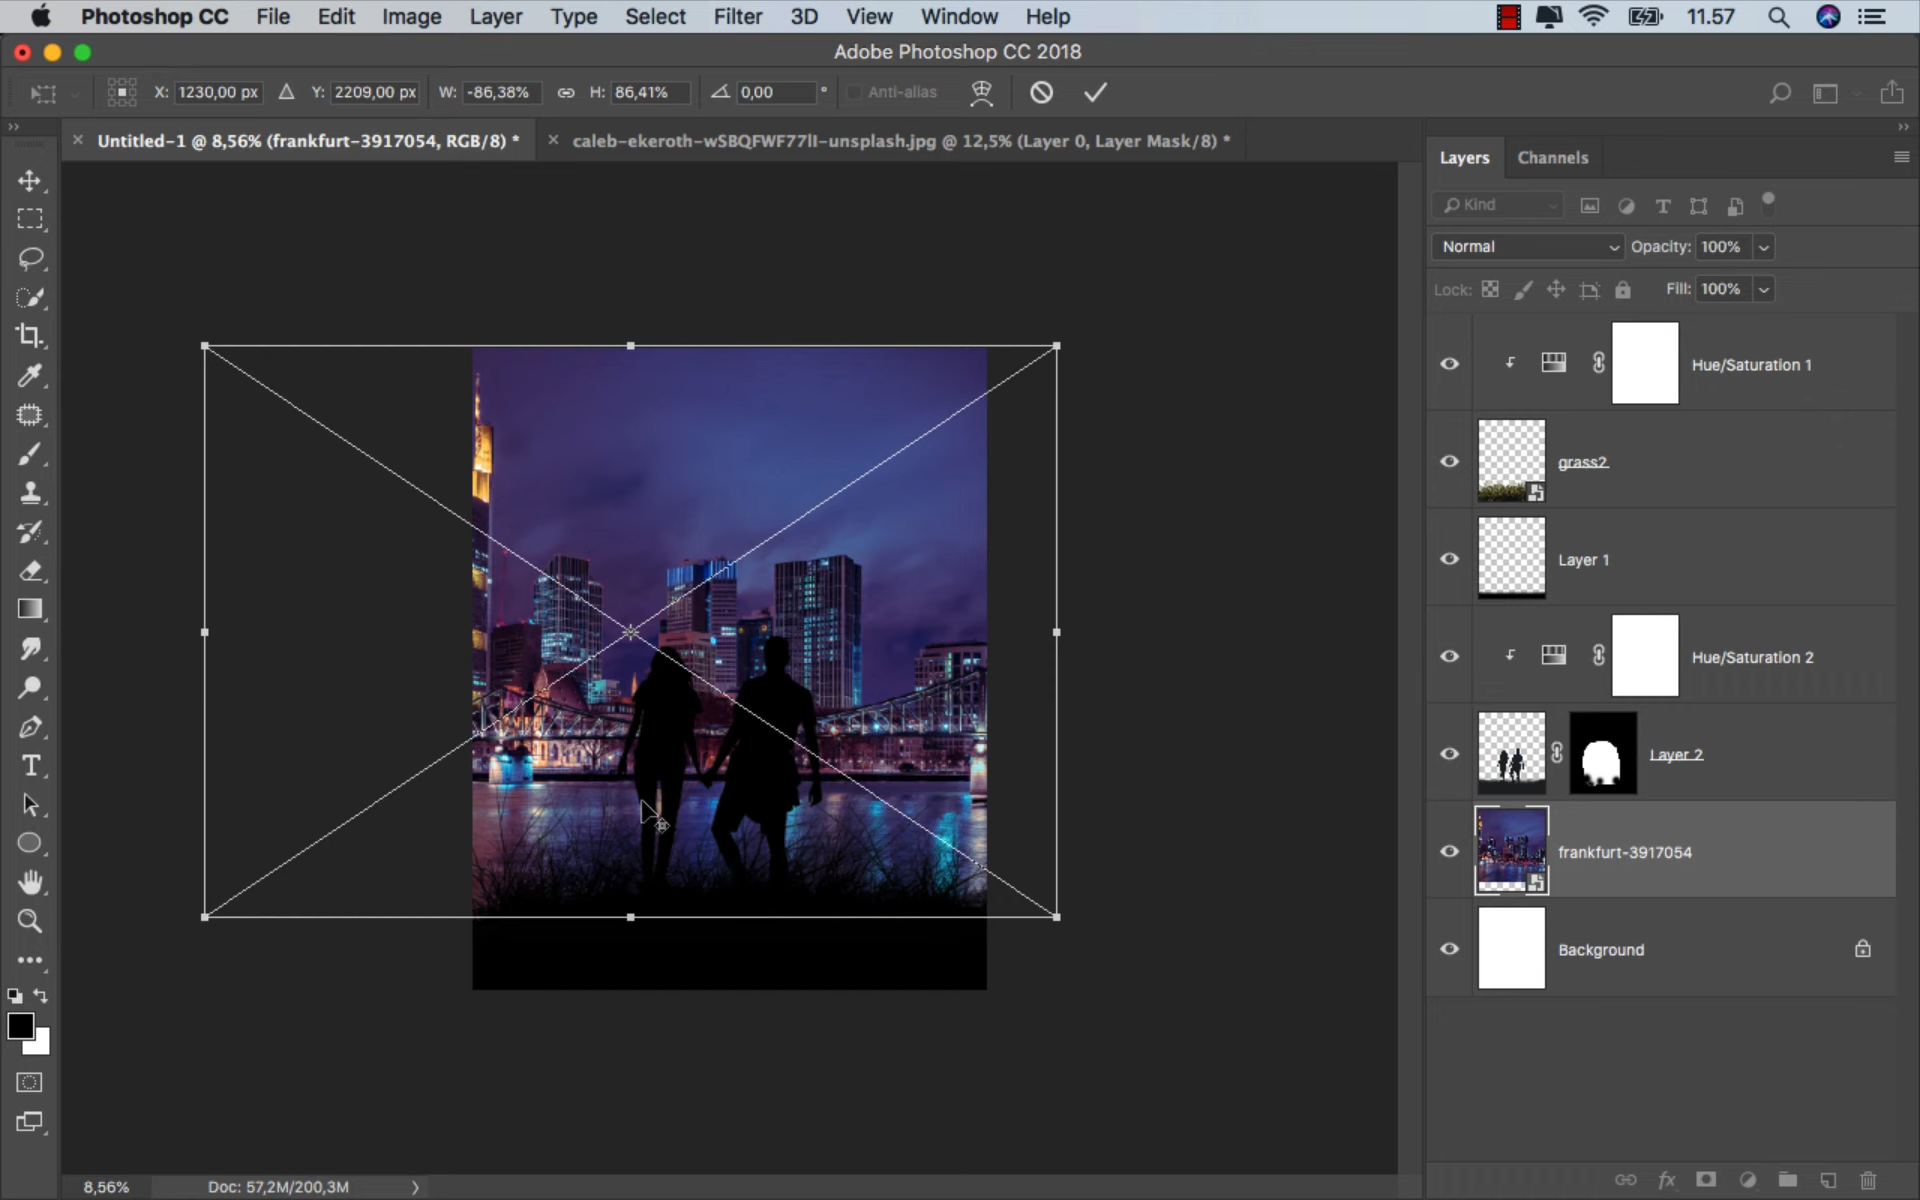 Photoshop CC File Edit Image Layer Type Select Filter 3D View Window Help 11.57
Adobe Photoshop CC 2018
X: 1230,00 px Y: 2209,00 px W: -86,38% H: 86,41% 0,00 ° Anti-alias
Untitled-1 @ 8,56% (frankfurt-3917054, RGB/8) * caleb-ekeroth-wSBQFWF77lI-unsplash.jpg @ 12,5% (Layer 0, Layer Mask/8) *
Layers Channels
Kind
Normal Opacity: 100%
Lock: Fill: 100%
Hue/Saturation 1
grass2
Layer 1
Hue/Saturation 2
Layer 2
frankfurt-3917054
Background
8,56% Doc: 57,2M/200,3M